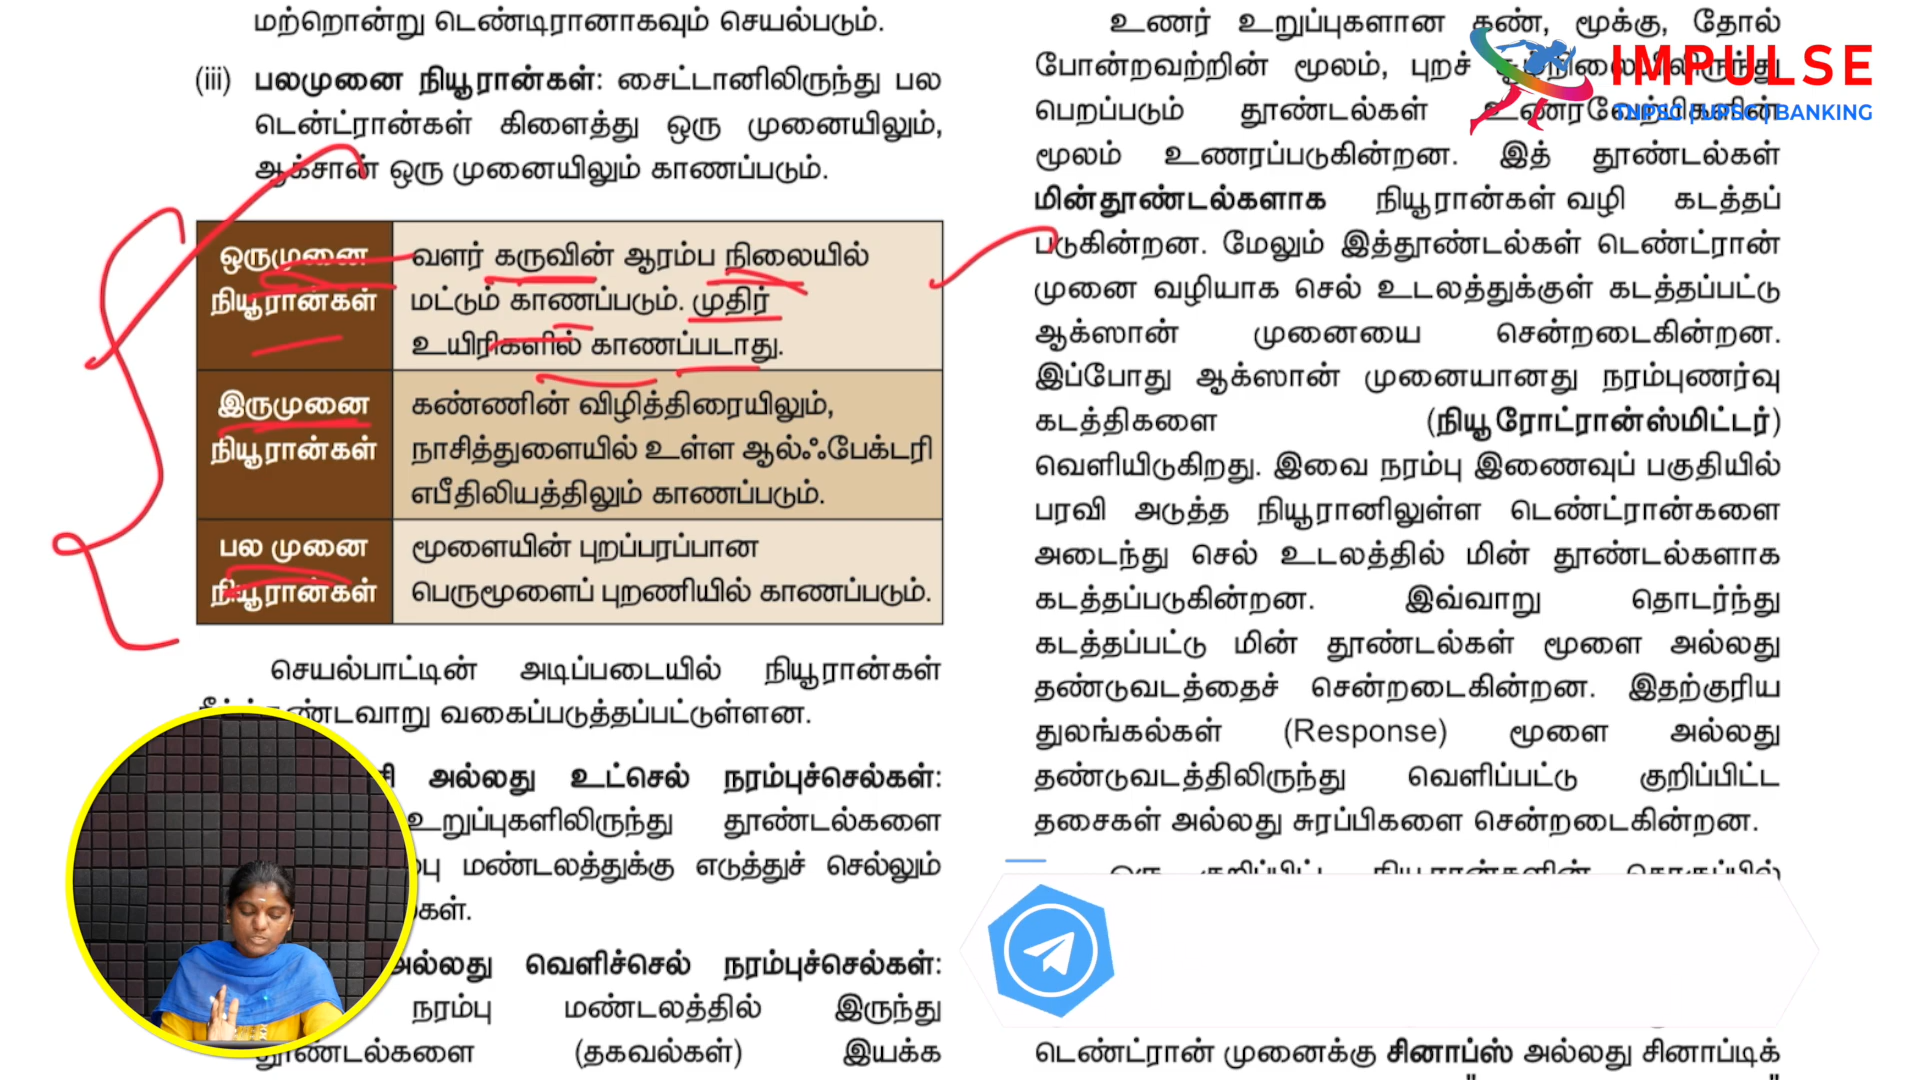 மற்றொன்று டெண்டிரானாகவும் செயல்படும்.
(iii) பலமுனை நியூரான்கள்: சைட்டானிலிருந்து பல
டென்ட்ரான்கள் கிளைத்து ஒரு முனையிலும்,
ஆக்சான் ஒரு முனையிலும் காணப்படும்.
ஒருமுனை
நியூரான்கள்
வளர் கருவின் ஆரம்ப நிலையில்
மட்டும் காணப்படும். முதிர்
உயிரிகளில் காணப்படாது.
இருமுனை
நியூரான்கள்
கண்ணின் விழித்திரையிலும்,
நாசித்துளையில் உள்ள ஆல்ஃபேக்டரி
எபீதிலியத்திலும் காணப்படும்.
பல முனை
நியூரான்கள்
மூளையின் புறப்பரப்பான
பெருமூளைப் புறணியில் காணப்படும்.
செயல்பாட்டின் அடிப்படையில் நியூரான்கள்
வகைப்படுத்தப்பட்டுள்ளன.
அல்லது உட்செல் நரம்புச்செல்கள்:
உறுப்புகளிலிருந்து தூண்டல்களை
மண்டலத்துக்கு எடுத்துச் செல்லும்
அல்லது வெளிச்செல் நரம்புச்செல்கள்:
நரம்பு மண்டலத்தில் இருந்து
தூண்டல்களை (தகவல்கள்) இயக்க
உணர் உறுப்புகளான கண், மூக்கு, தோல்
போன்றவற்றின் மூலம், புறச்
பெறப்படும் தூண்டல்கள்
மூலம் உணரப்படுகின்றன. இத் தூண்டல்கள்
மின்தூண்டல்களாக நியூரான்கள் வழி கடத்தப்
படுகின்றன. மேலும் இத்தூண்டல்கள் டெண்ட்ரான்
முனை வழியாக செல் உடலத்துக்குள் கடத்தப்பட்டு
ஆக்ஸான் முனையை சென்றடைகின்றன.
இப்போது ஆக்ஸான் முனையானது நரம்புணர்வு
கடத்திகளை (நியூரோட்ரான்ஸ்மிட்டர்)
வெளியிடுகிறது. இவை நரம்பு இணைவுப் பகுதியில்
பரவி அடுத்த நியூரானிலுள்ள டெண்ட்ரான்களை
அடைந்து செல் உடலத்தில் மின் தூண்டல்களாக
கடத்தப்படுகின்றன. இவ்வாறு தொடர்ந்து
கடத்தப்பட்டு மின் தூண்டல்கள் மூளை அல்லது
தண்டுவடத்தைச் சென்றடைகின்றன. இதற்குரிய
துலங்கல்கள் (Response) மூளை அல்லது
தண்டுவடத்திலிருந்து வெளிப்பட்டு குறிப்பிட்ட
தசைகள் அல்லது சுரப்பிகளை சென்றடைகின்றன.
டெண்ட்ரான் முனைக்கு சினாப்ஸ் அல்லது சினாப்டிக்
IMPULSE
TNPSC | UPSC | BANKING